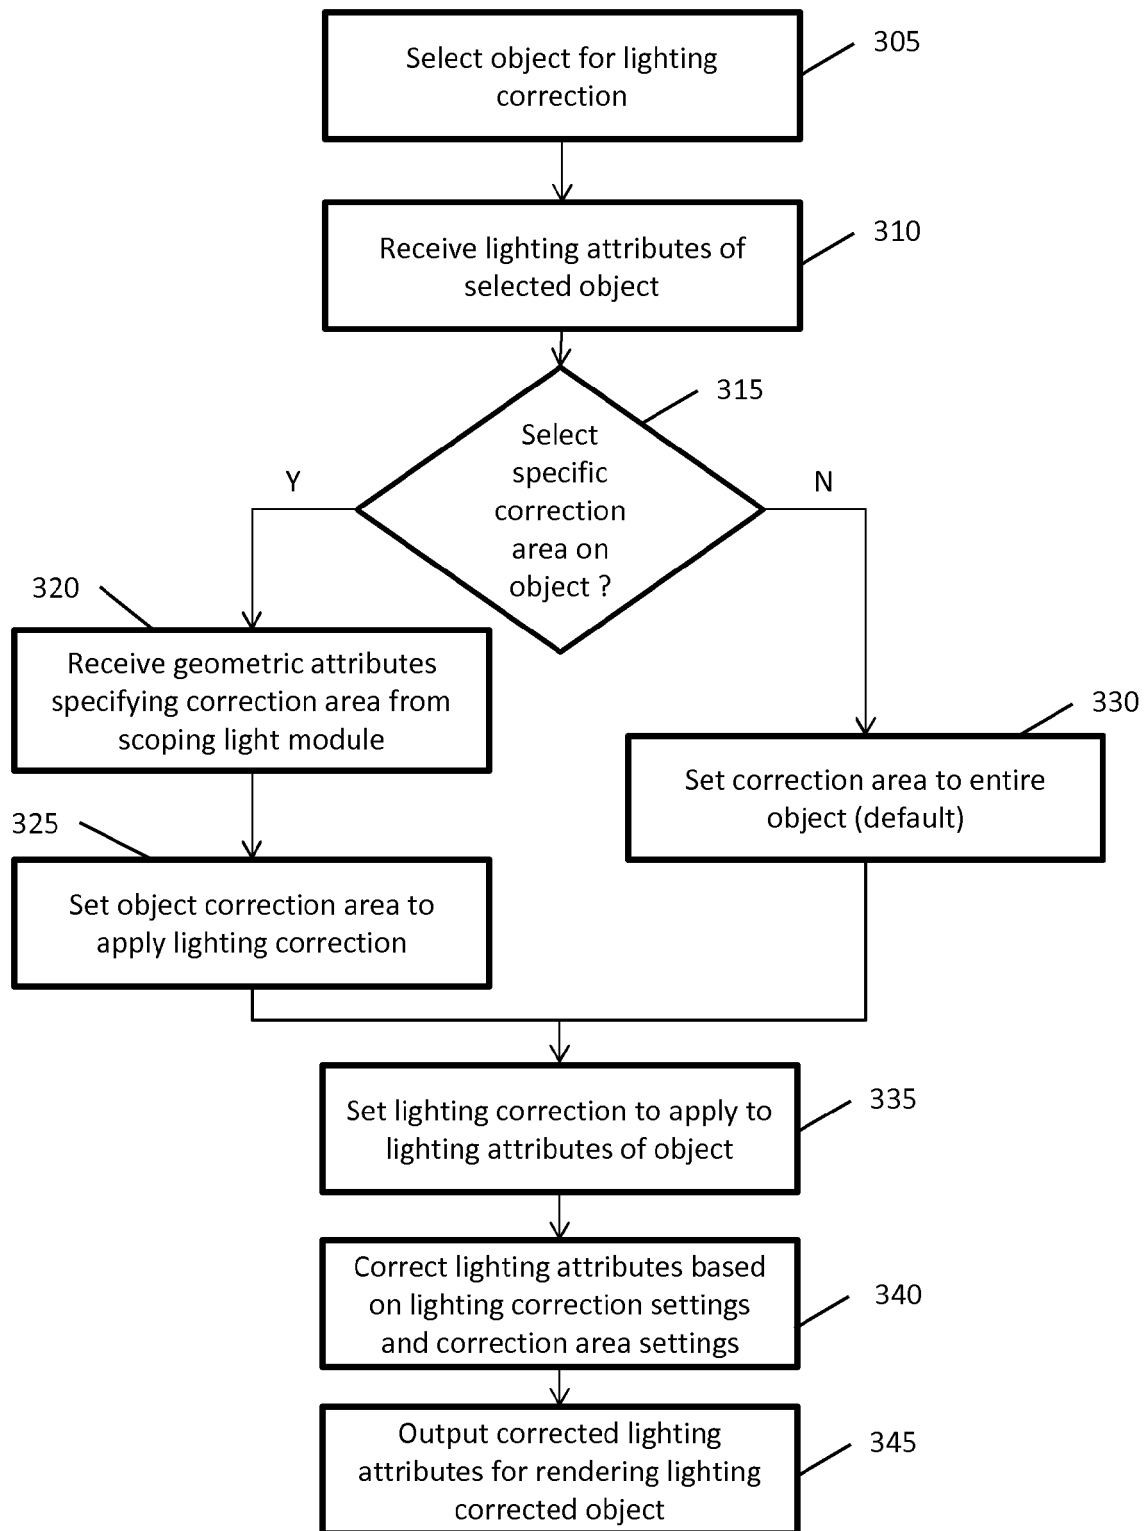 Select object for lighting
correction
305
Receive lighting attributes of
selected object
310
315
Select
specific
correction
area on
object ?
Y
N
320
Receive geometric attributes
specifying correction area from
scoping light module
330
Set correction area to entire
object (default)
325
Set object correction area to
apply lighting correction
Set lighting correction to apply to
lighting attributes of object
335
Correct lighting attributes based
on lighting correction settings
and correction area settings
340
Output corrected lighting
attributes for rendering lighting
corrected object
345